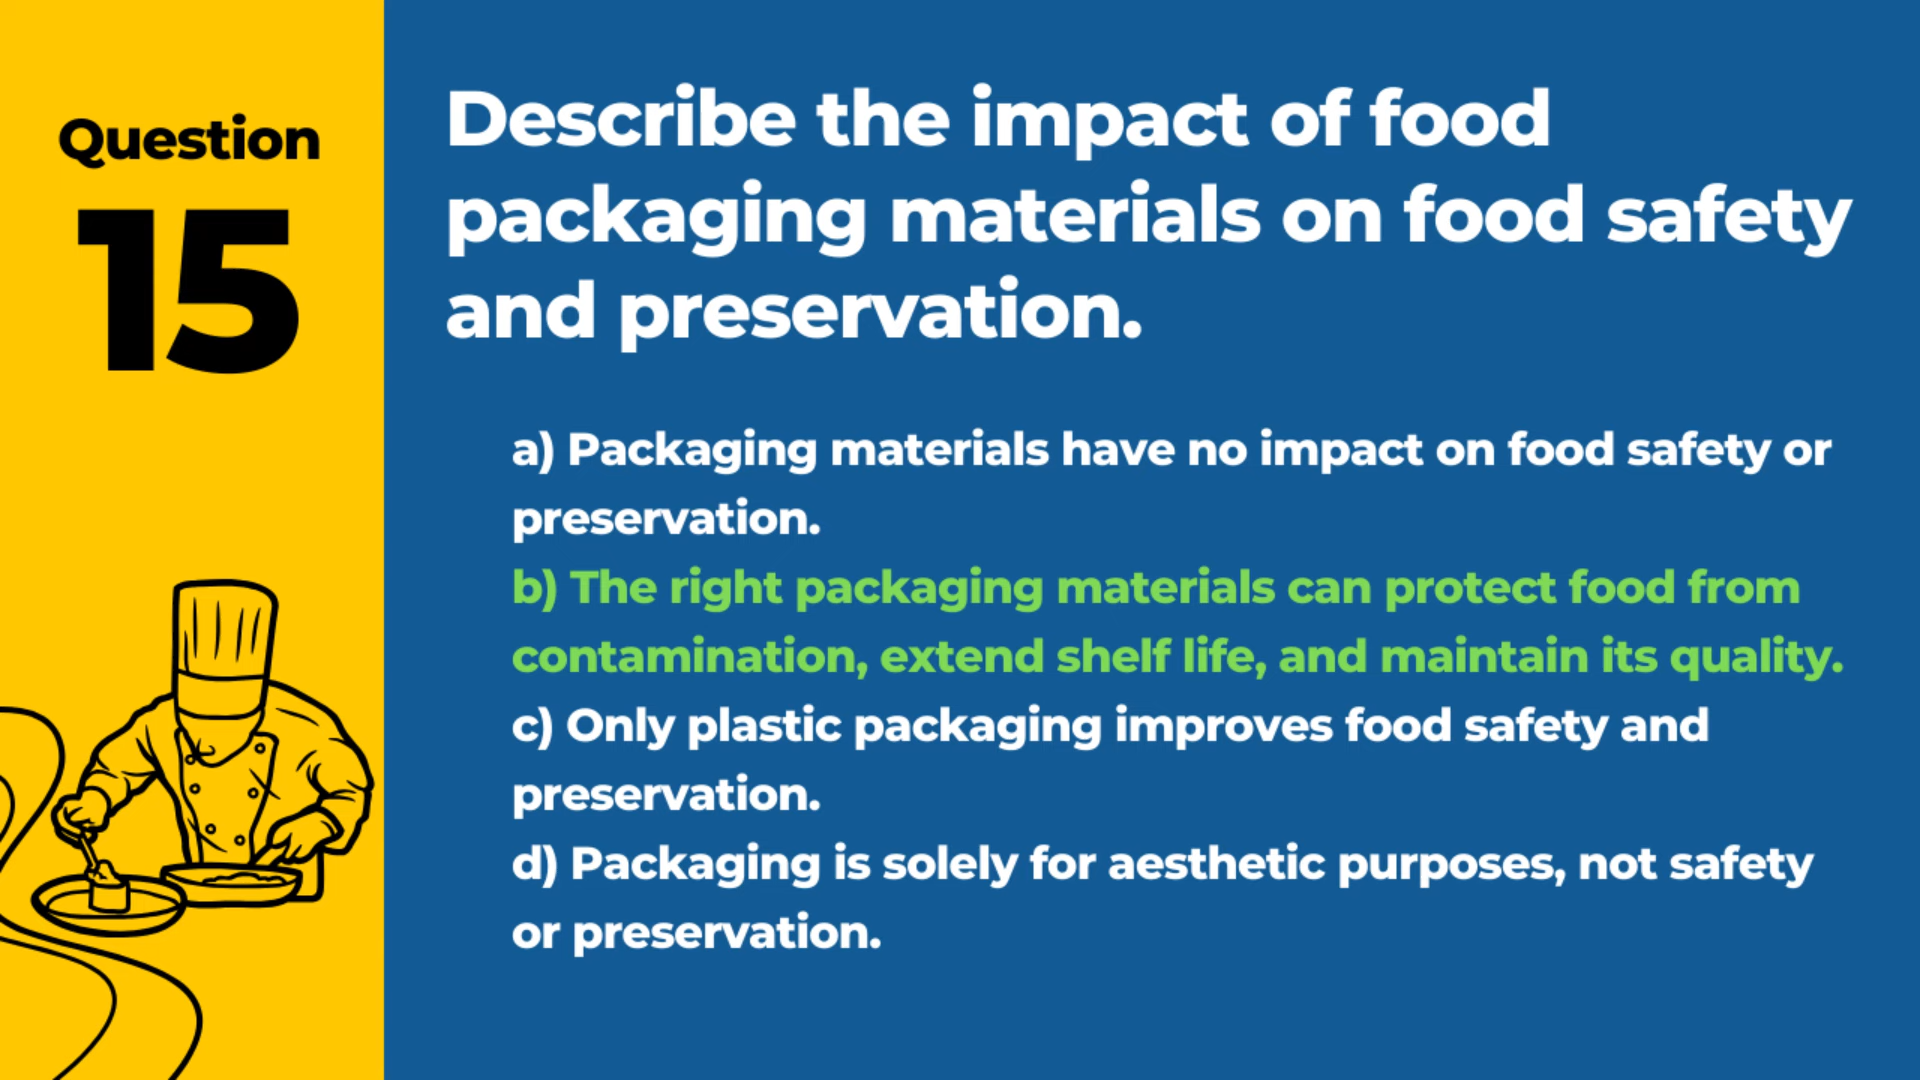 Question
15
Describe the impact of food
packaging materials on food safety
and preservation.
a) Packaging materials have no impact on food safety or
preservation.
b) The right packaging materials can protect food from
contamination, extend shelf life, and maintain its quality.
c) Only plastic packaging improves food safety and
preservation.
d) Packaging is solely for aesthetic purposes, not safety
or preservation.